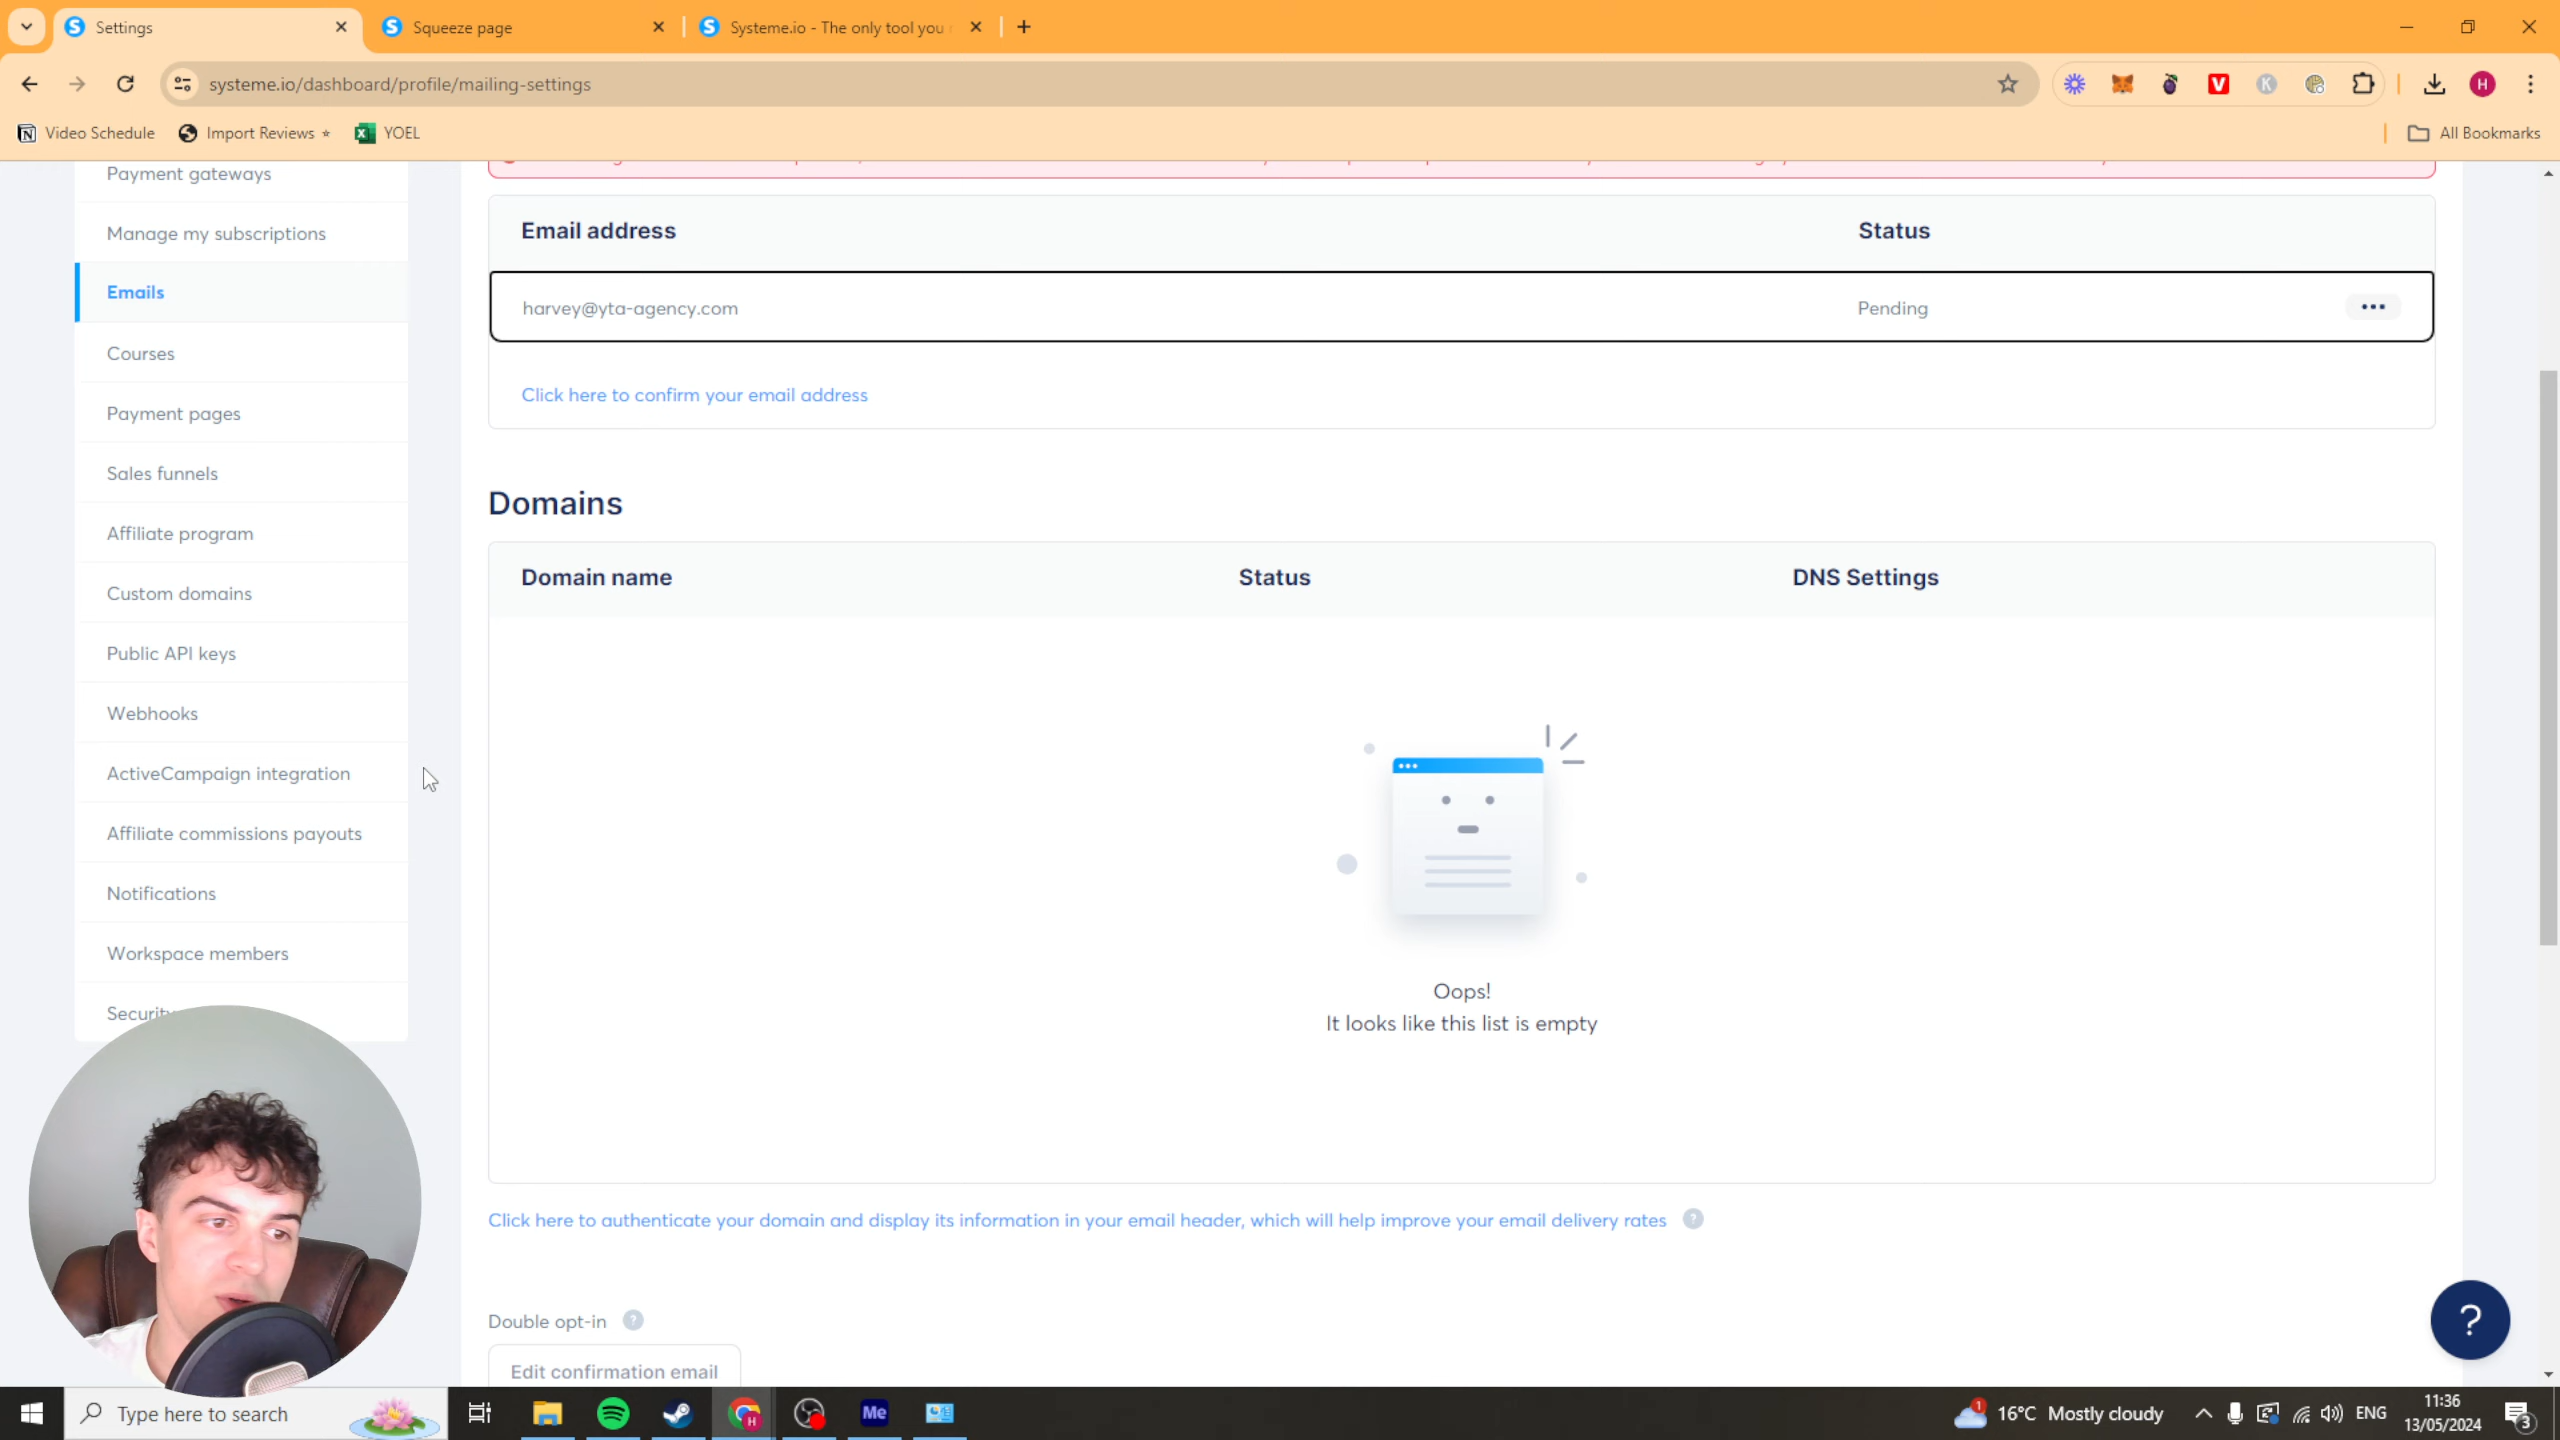 Settings
Squeeze page
Systeme.io - The only tool you
systeme.io/dashboard/profile/mailing-settings
Video Schedule
Import Reviews
YOEL
All Bookmarks
Payment gateways
Manage my subscriptions
Emails
Courses
Payment pages
Sales funnels
Affiliate program
Custom domains
Public API keys
Webhooks
ActiveCampaign integration
Affiliate commissions payouts
Notifications
Workspace members
Security
Email address Status
harvey@yta-agency.com Pending
Click here to confirm your email address
Domains
Domain name Status DNS Settings
Oops!
It looks like this list is empty
Click here to authenticate your domain and display its information in your email header, which will help improve your email delivery rates ?
Double opt-in ?
Edit confirmation email
?
Type here to search
Me
1
16°C Mostly cloudy
ENG
11:36
13/05/2024
3